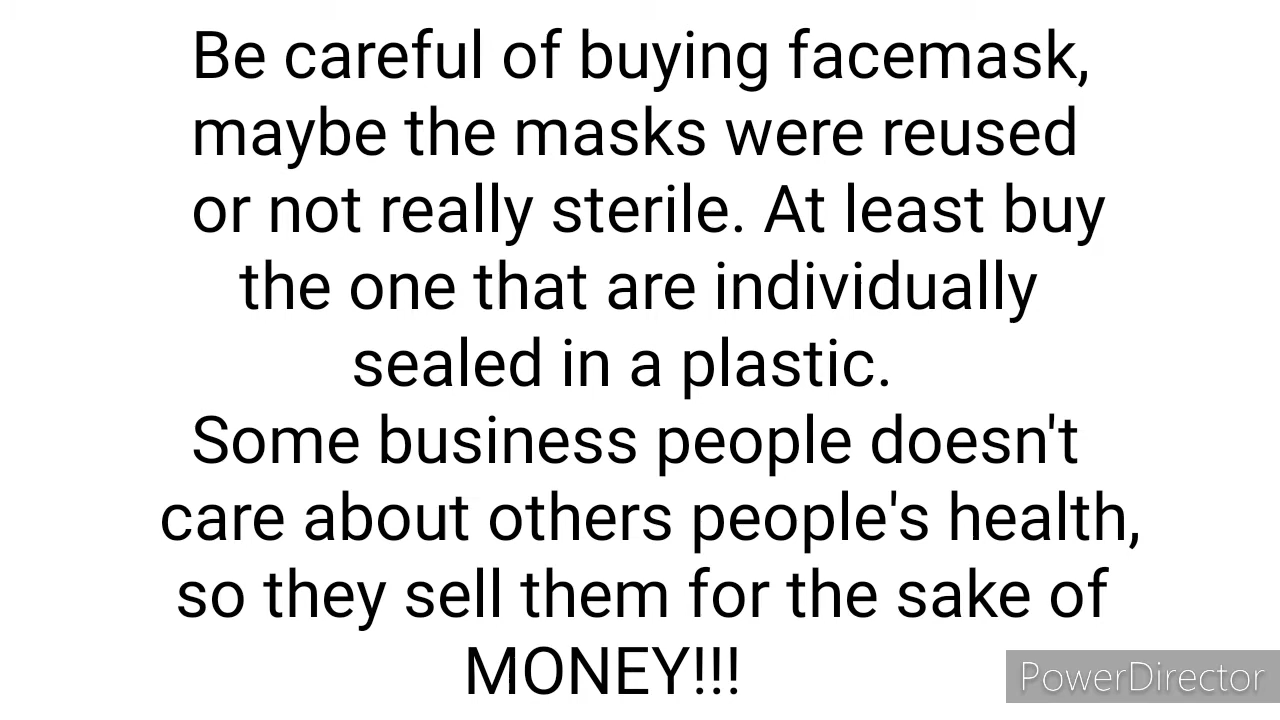 Be careful of buying facemask,
maybe the masks were reused
or not really sterile. At least buy
the one that are individually
sealed in a plastic.
Some business people doesn't
care about others people's health,
so they sell them for the sake of
MONEY!!!
PowerDirector